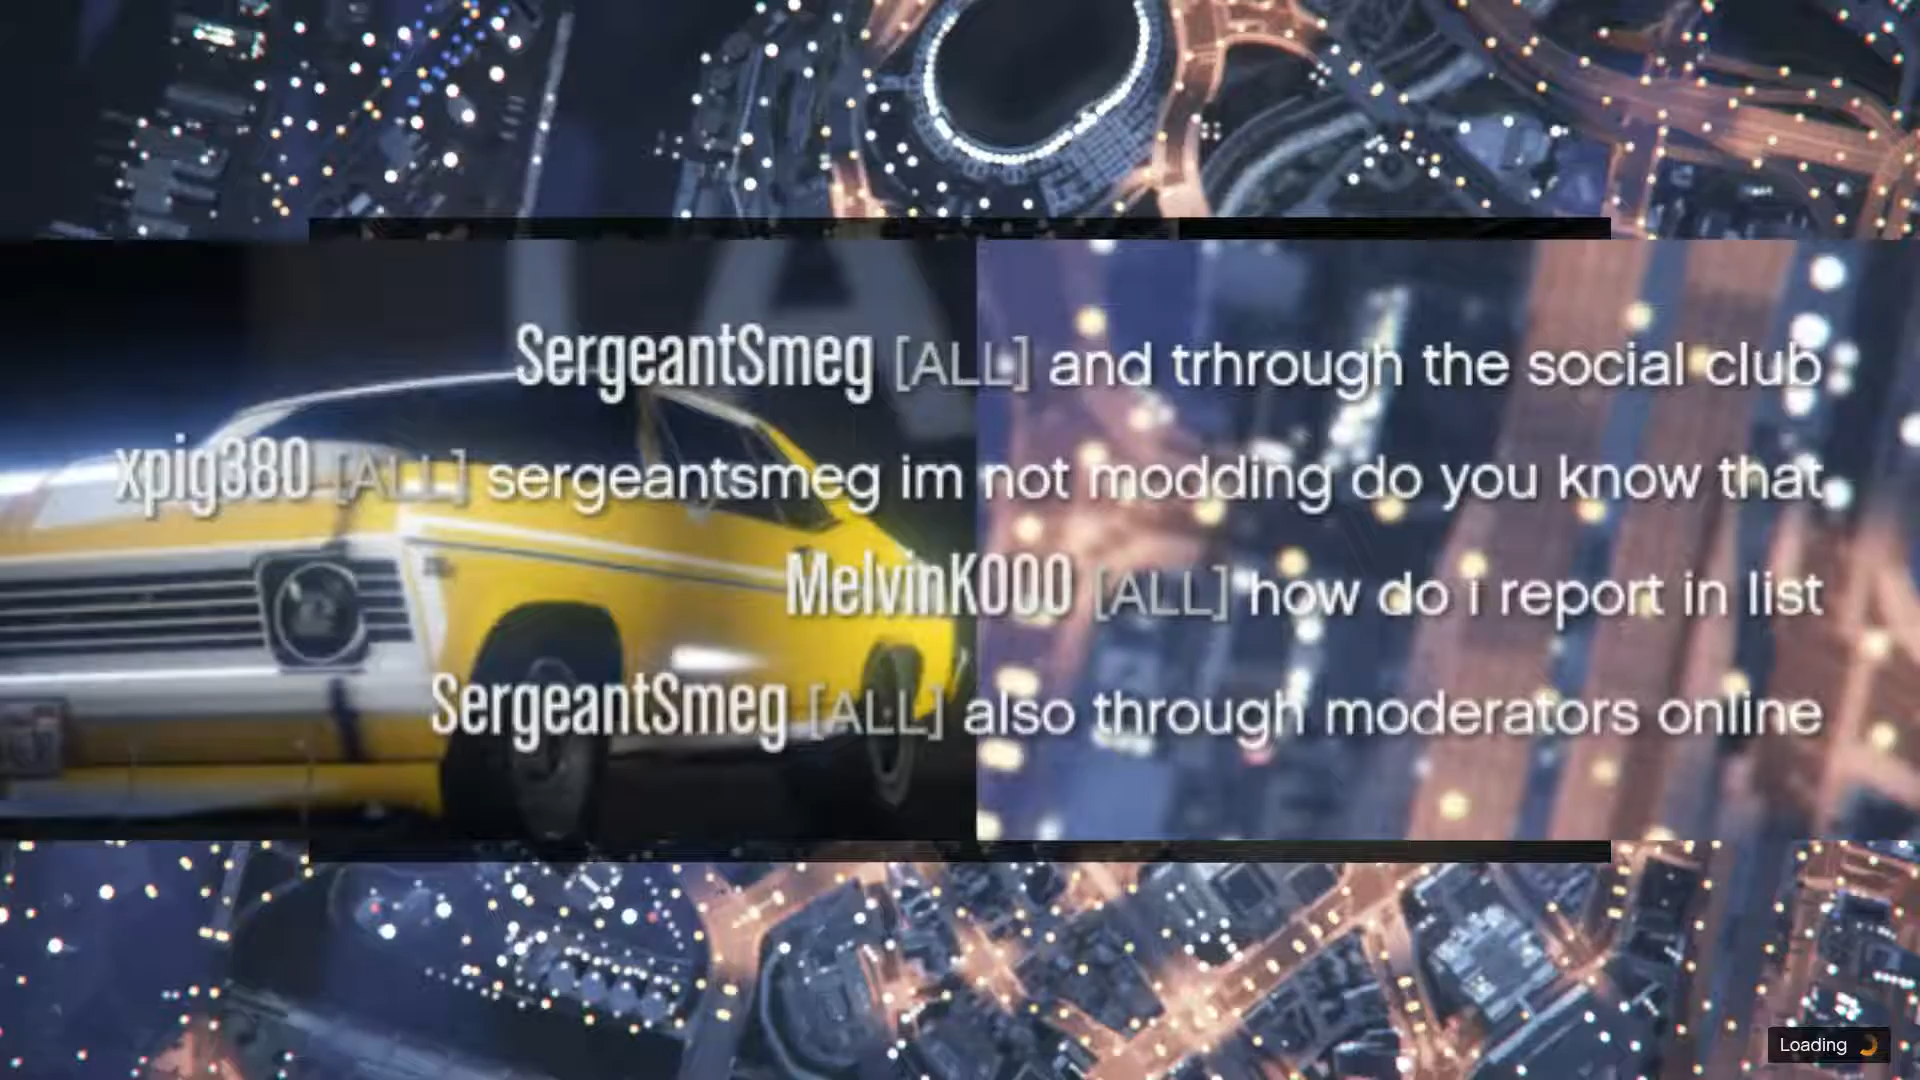 SergeantSmeg [ALL] and trhrough the social club
xpig380 [ALL] sergeantsmeg im not modding do you know that
MelvinK000 [ALL] how do i report in list
SergeantSmeg [ALL] also through moderators online
Loading